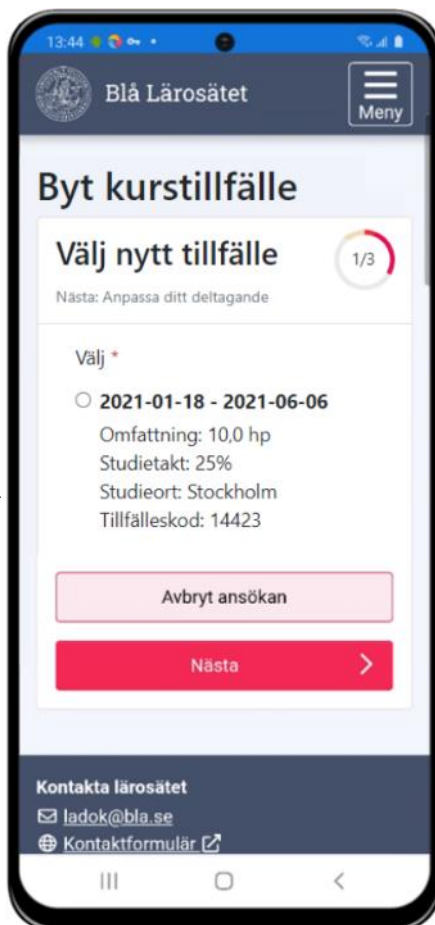 13:44
Blå Lärosätet
Meny
Byt kurstillfälle
Välj nytt tillfälle
1/3
Nästa: Anpassa ditt deltagande
Välj *
2021-01-18 - 2021-06-06
Omfattning: 10,0 hp
Studietakt: 25%
Studieort: Stockholm
Tillfälleskod: 14423
Avbryt ansökan
Nästa
Kontakta lärosätet
ladok@bla.se
Kontaktformulär